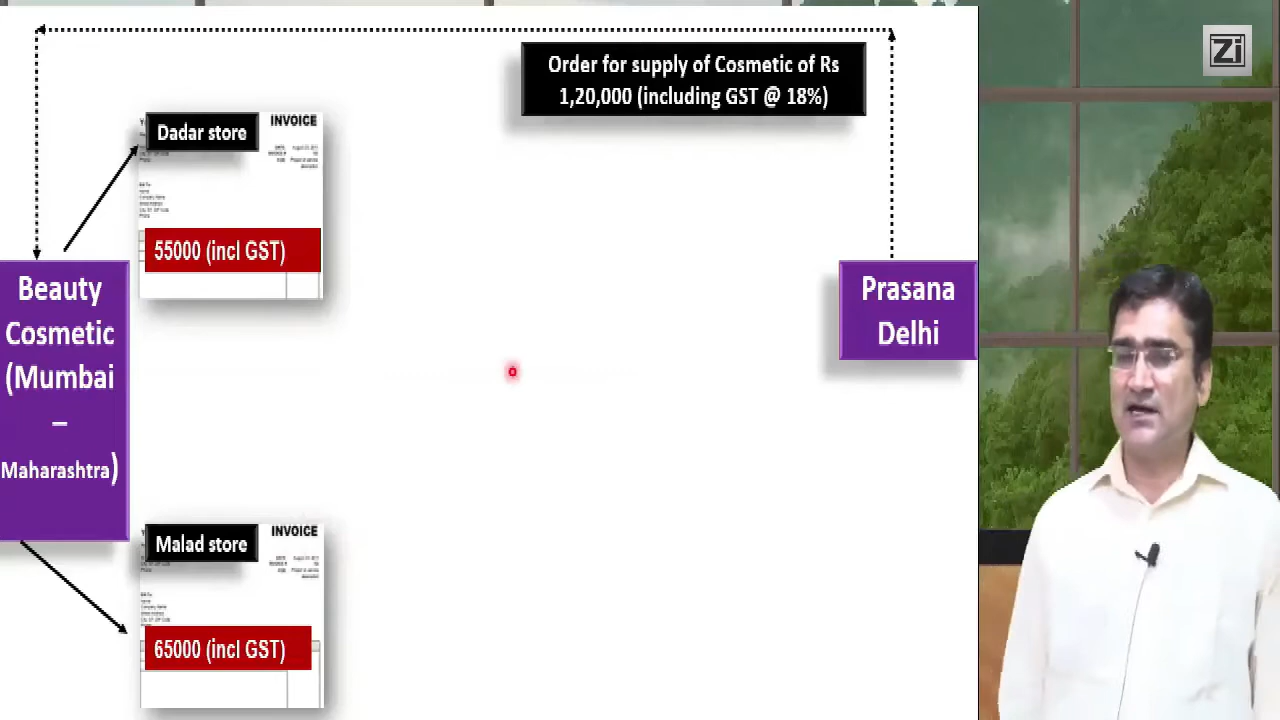 Zi
Order for supply of Cosmetic of Rs
1,20,000 (including GST @ 18%)
Dadar store
INVOICE
55000 (incl GST)
Beauty
Cosmetic
(Mumbai
–
Maharashtra)
Prasana
Delhi
Malad store
INVOICE
65000 (incl GST)